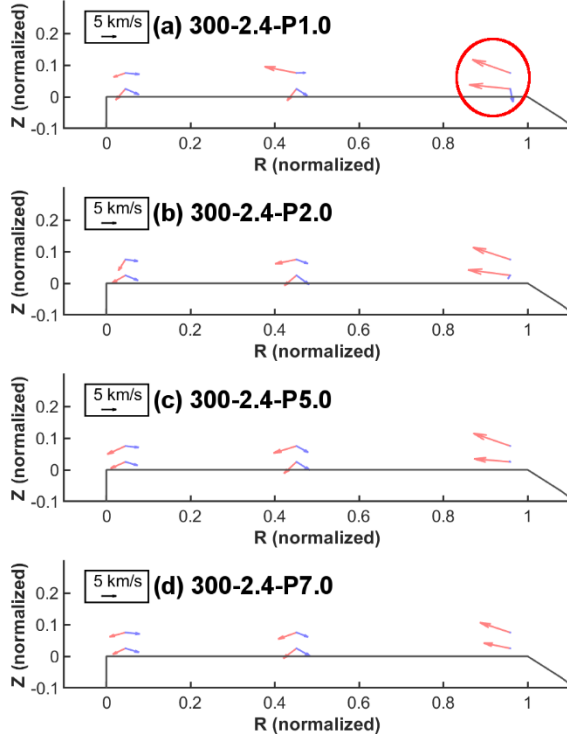 5 km/s
(a) 300-2.4-P1.0
Z (normalized)
0.2
0.1
0
-0.1
0 0.2 0.4 0.6 0.8 1
R (normalized)
5 km/s
(b) 300-2.4-P2.0
Z (normalized)
0.2
0.1
0
-0.1
0 0.2 0.4 0.6 0.8 1
R (normalized)
5 km/s
(c) 300-2.4-P5.0
Z (normalized)
0.2
0.1
0
-0.1
0 0.2 0.4 0.6 0.8 1
R (normalized)
5 km/s
(d) 300-2.4-P7.0
Z (normalized)
0.2
0.1
0
-0.1
0 0.2 0.4 0.6 0.8 1
R (normalized)